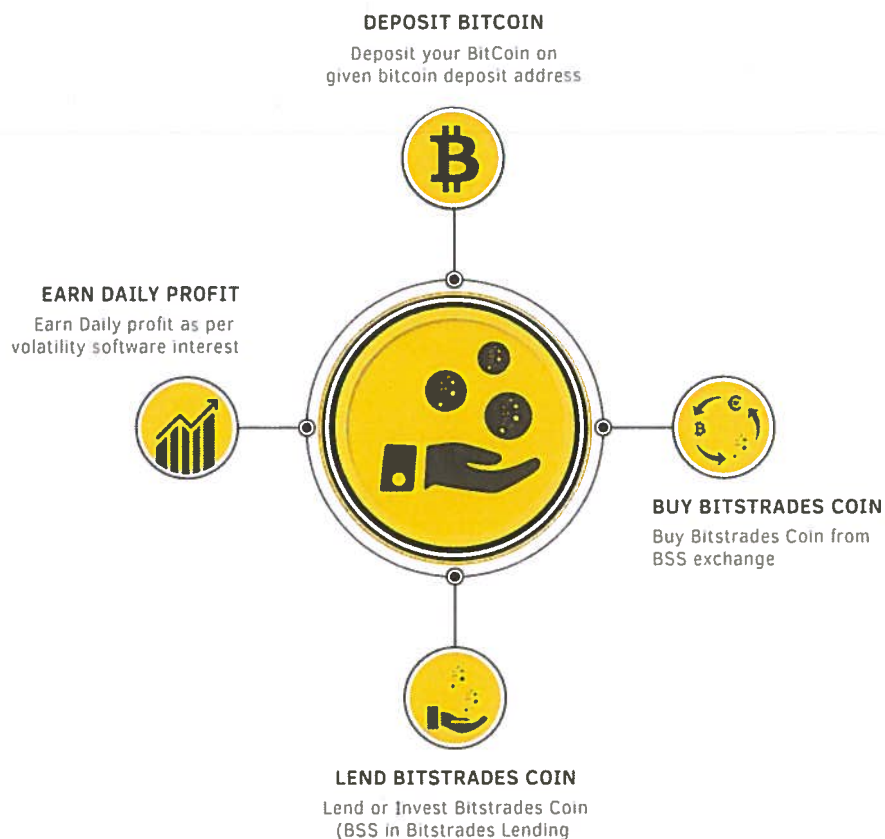 DEPOSIT BITCOIN
Deposit your BitCoin on
given bitcoin deposit address
EARN DAILY PROFIT
Earn Daily profit as per
volatility software interest
BUY BITSTRADES COIN
Buy Bitstrades Coin from
BSS exchange
LEND BITSTRADES COIN
Lend or Invest Bitstrades Coin
(BSS in Bitstrades Lending